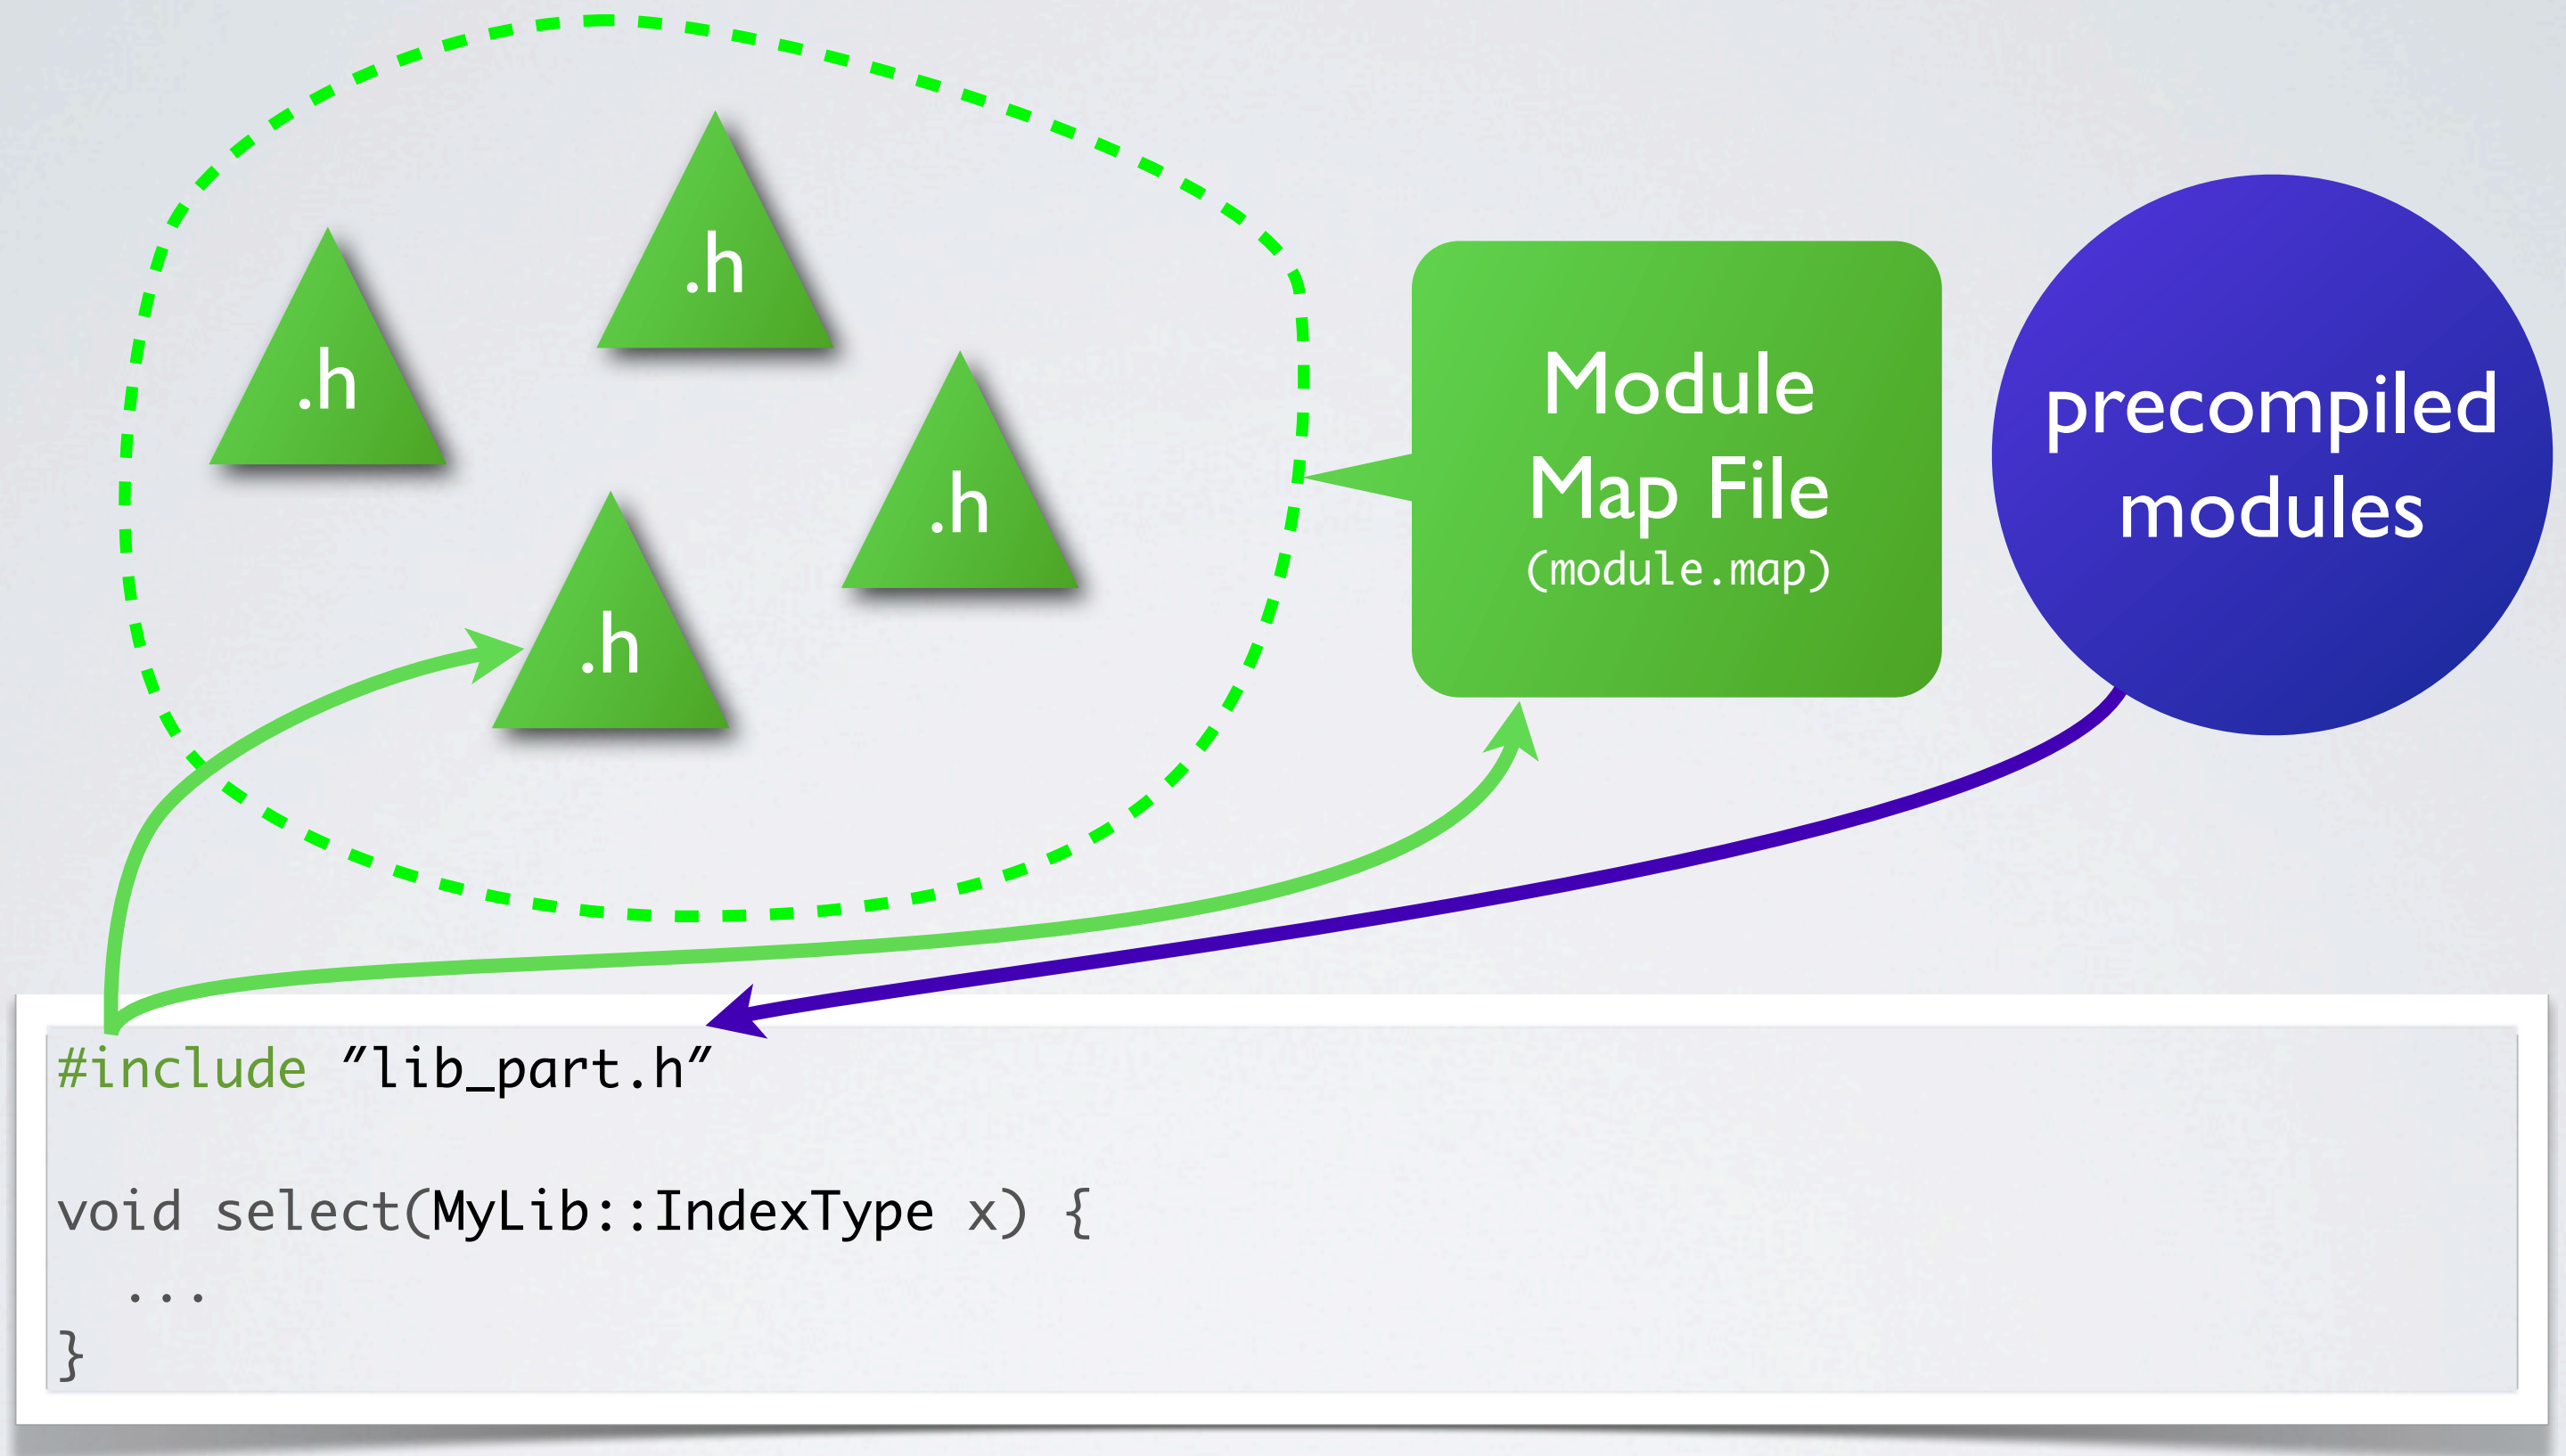 .h
.h
.h
.h
Module
Map File
(module.map)
precompiled
modules
#include "lib_part.h"
void select(MyLib::IndexType x) {
...
}